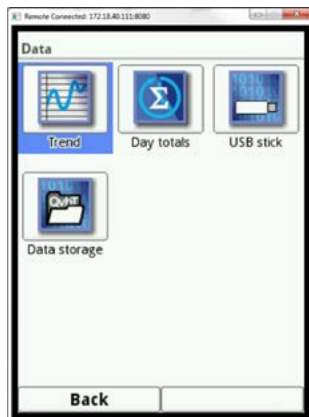 Remote Connected: 172.18.40.111:8080
Data
Trend
Day totals
USB stick
Data storage
Back